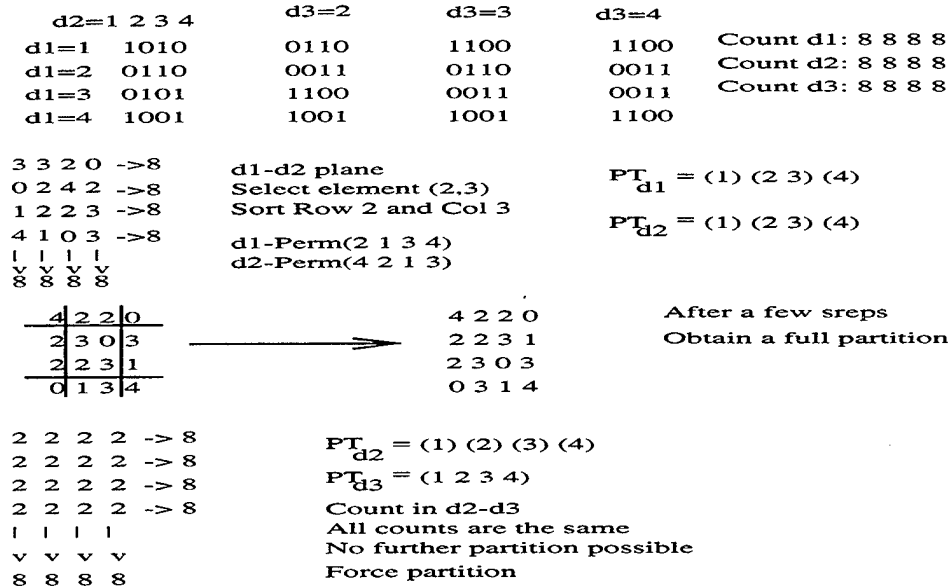 d2=1 2 3 4 d3=2 d3=3 d3=4
d1=1 1010 0110 1100 1100 Count d1: 8 8 8 8
d1=2 0110 0011 0110 0011 Count d2: 8 8 8 8
d1=3 0101 1100 0011 0011 Count d3: 8 8 8 8
d1=4 1001 1001 1001 1100
3 3 2 0 ->8 d1-d2 plane
0 2 4 2 ->8 Select element (2,3) PTd1 = (1) (2 3) (4)
1 2 2 3 ->8 Sort Row 2 and Col 3
4 1 0 3 ->8 d1-Perm(2 1 3 4) PTd2 = (1) (2 3) (4)
| | | | d2-Perm(4 2 1 3)
v v v v
8 8 8 8
4 2 2 0 4 2 2 0 After a few sreps
2 3 0 3 2 2 3 1 Obtain a full partition
2 2 3 1 2 3 0 3
0 1 3 4 0 3 1 4
2 2 2 2 -> 8 PTd2 = (1) (2) (3) (4)
2 2 2 2 -> 8
2 2 2 2 -> 8 PTd3 = (1 2 3 4)
2 2 2 2 -> 8 Count in d2-d3
| | | | All counts are the same
v v v v No further partition possible
8 8 8 8 Force partition